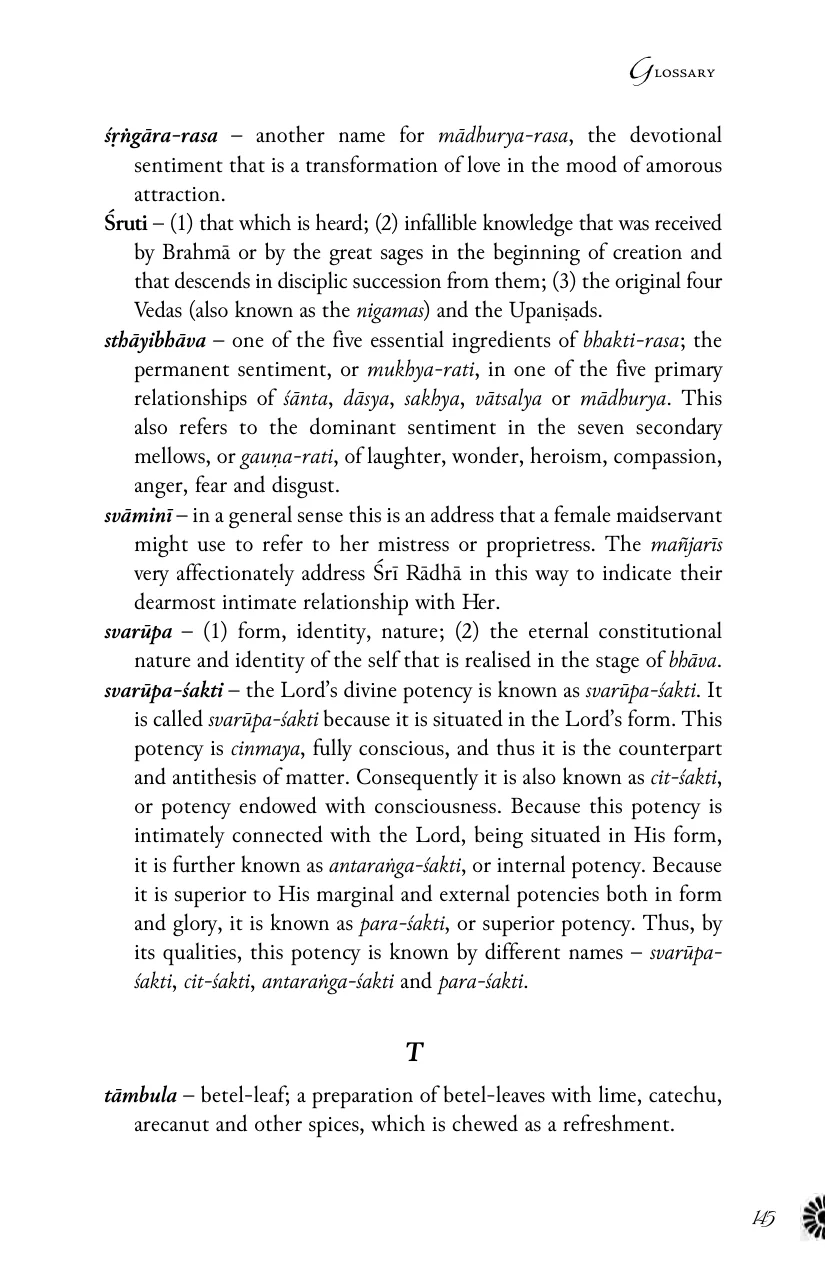 Glossary
śṛṅgāra-rasa – another name for mādhurya-rasa, the devotional
sentiment that is a transformation of love in the mood of amorous
attraction.
Śruti – (1) that which is heard; (2) infallible knowledge that was received
by Brahmā or by the great sages in the beginning of creation and
that descends in disciplic succession from them; (3) the original four
Vedas (also known as the nigamas) and the Upaniṣads.
sthāyibhāva – one of the five essential ingredients of bhakti-rasa; the
permanent sentiment, or mukhya-rati, in one of the five primary
relationships of śānta, dāsya, sakhya, vātsalya or mādhurya. This
also refers to the dominant sentiment in the seven secondary
mellows, or gauṇa-rati, of laughter, wonder, heroism, compassion,
anger, fear and disgust.
svāminī – in a general sense this is an address that a female maidservant
might use to refer to her mistress or proprietress. The mañjarīs
very affectionately address Śrī Rādhā in this way to indicate their
dearmost intimate relationship with Her.
svarūpa – (1) form, identity, nature; (2) the eternal constitutional
nature and identity of the self that is realised in the stage of bhāva.
svarūpa-śakti – the Lord’s divine potency is known as svarūpa-śakti. It
is called svarūpa-śakti because it is situated in the Lord’s form. This
potency is cinmaya, fully conscious, and thus it is the counterpart
and antithesis of matter. Consequently it is also known as cit-śakti,
or potency endowed with consciousness. Because this potency is
intimately connected with the Lord, being situated in His form,
it is further known as antaraṅga-śakti, or internal potency. Because
it is superior to His marginal and external potencies both in form
and glory, it is known as para-śakti, or superior potency. Thus, by
its qualities, this potency is known by different names – svarūpa-
śakti, cit-śakti, antaraṅga-śakti and para-śakti.
T
tāmbula – betel-leaf; a preparation of betel-leaves with lime, catechu,
arecanut and other spices, which is chewed as a refreshment.
145